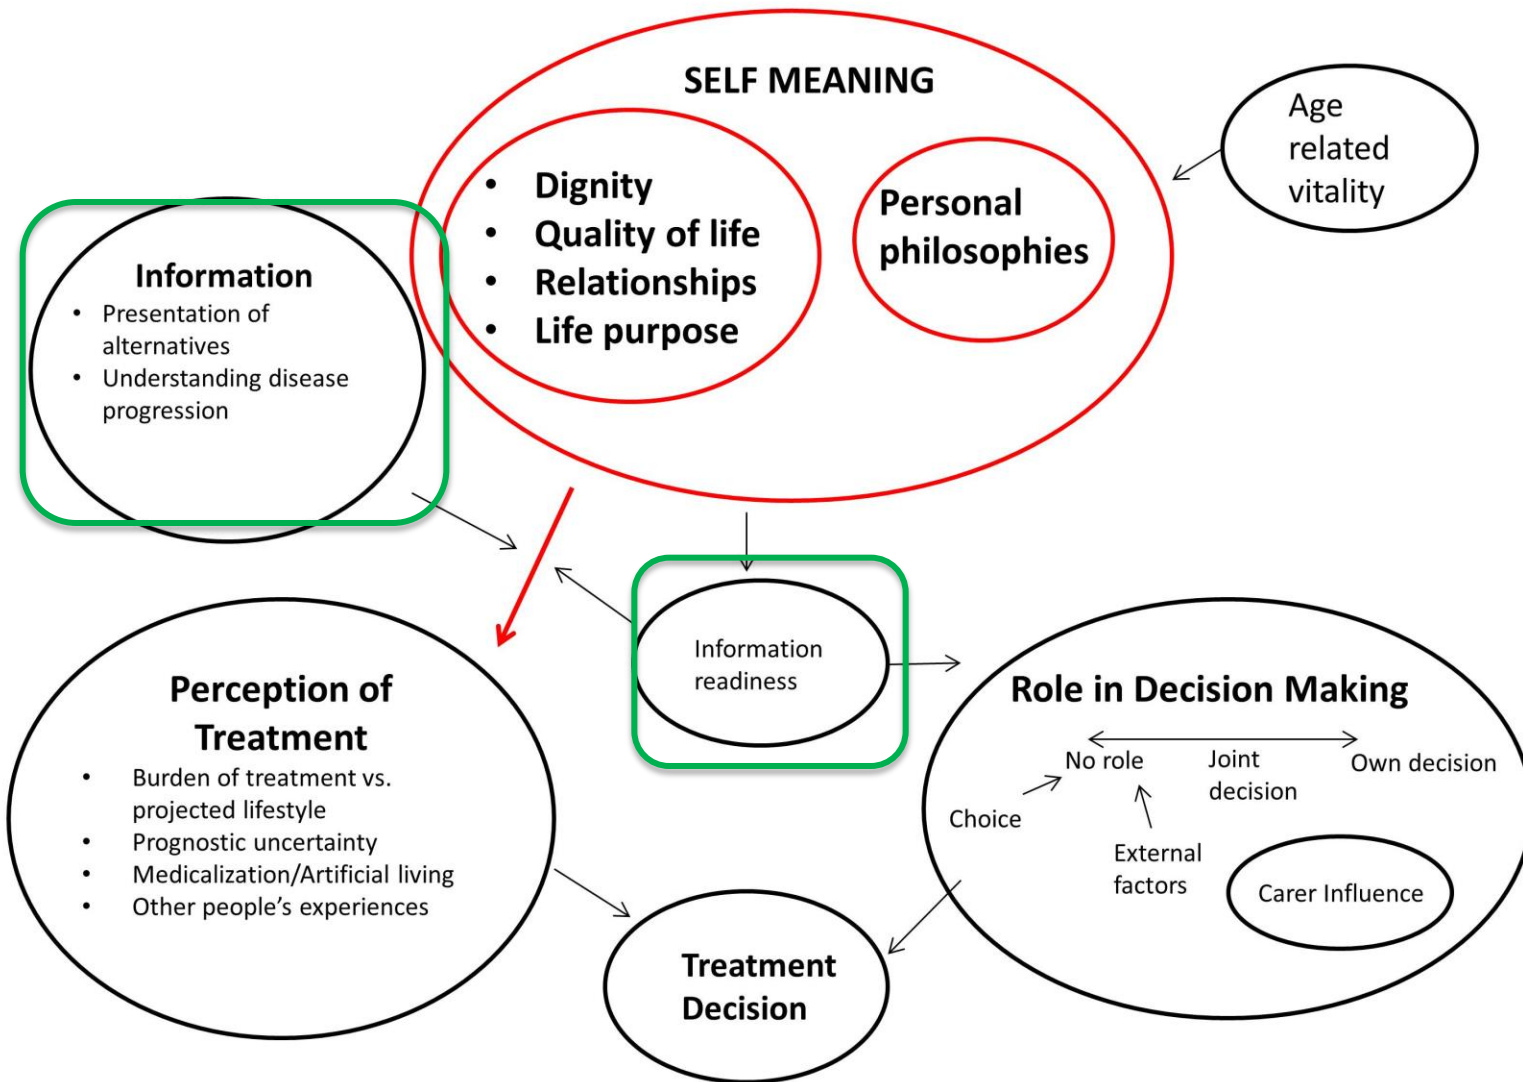 SELF MEANING
Age
related
vitality
• Dignity
• Quality of life
• Relationships
• Life purpose
Personal
philosophies
Information
• Presentation of
alternatives
• Understanding disease
progression
Information
readiness
Perception of
Treatment
• Burden of treatment vs.
projected lifestyle
• Prognostic uncertainty
• Medicalization/Artificial living
• Other people’s experiences
Role in Decision Making
No role
Joint
decision
Own decision
Choice
External
factors
Carer Influence
Treatment
Decision